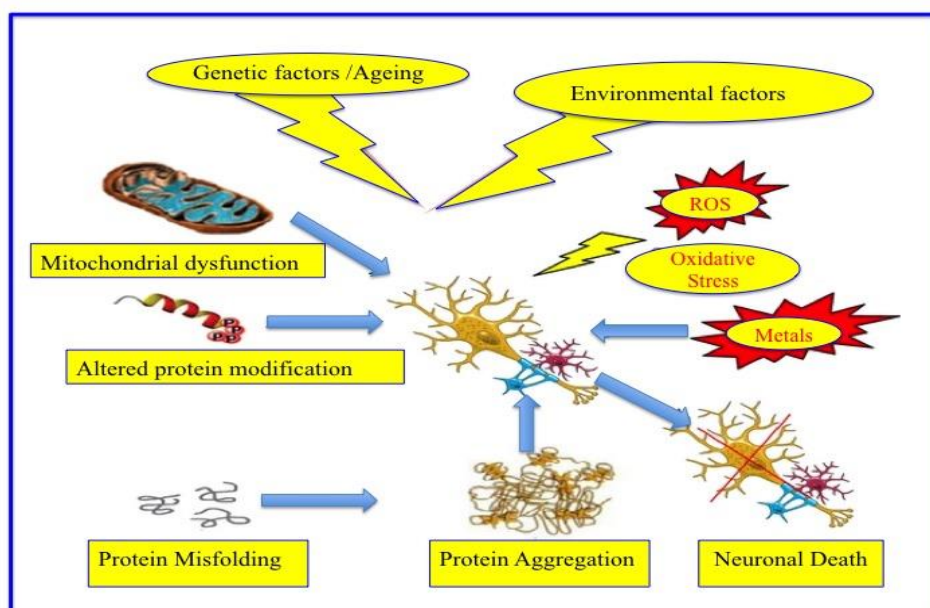 Genetic factors /Ageing
Environmental factors
ROS
Oxidative
Stress
Mitochondrial dysfunction
P
P
P
P
Metals
Altered protein modification
Protein Misfolding
Protein Aggregation
Neuronal Death